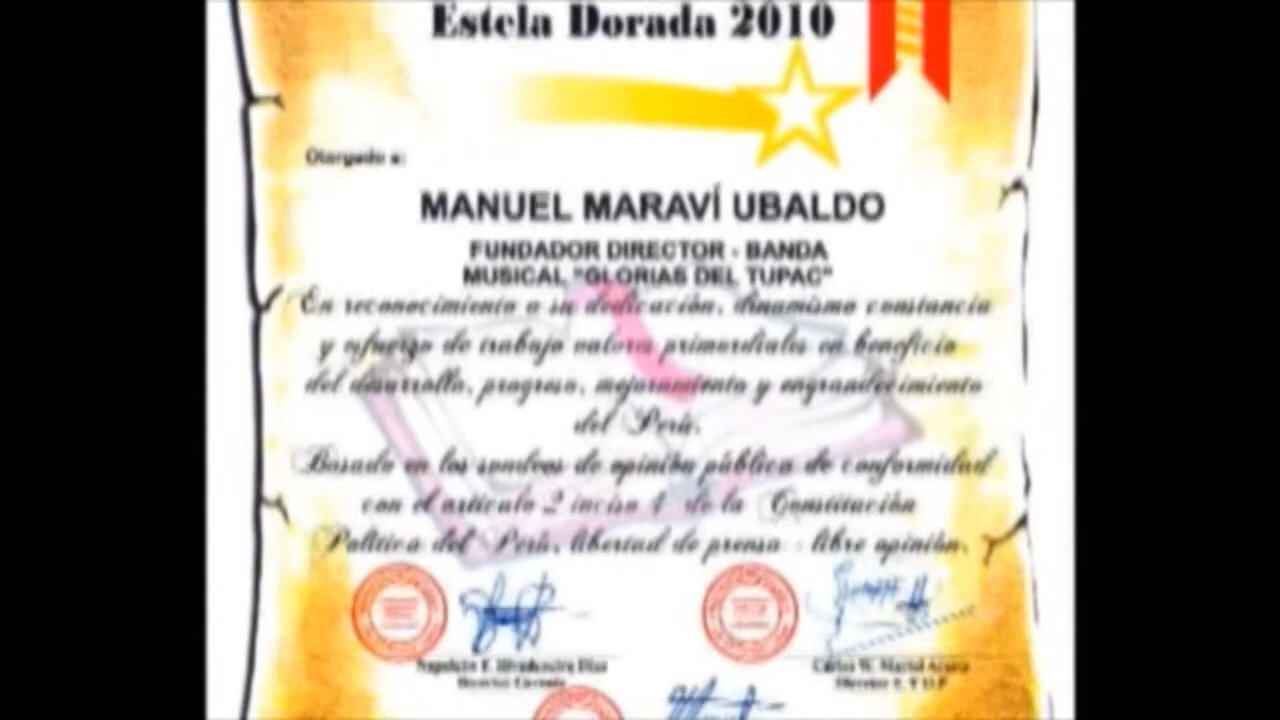 Estela Dorada 2010
Otorgado a:
MANUEL MARAVÍ UBALDO
FUNDADOR DIRECTOR - BANDA
MUSICAL "GLORIAS DEL TUPAC"
En reconocimiento a su dedicación, dinamismo constancia
y esfuerzo de trabajo valores primordiales en beneficio
del desarrollo, progreso, mejoramiento y engrandecimiento
del Perú.
Basado en los sondeos de opinión pública de conformidad
con el artículo 2 inciso 4 de la Constitución
Política del Perú, libertad de prensa - libre opinión.
Director Gerente